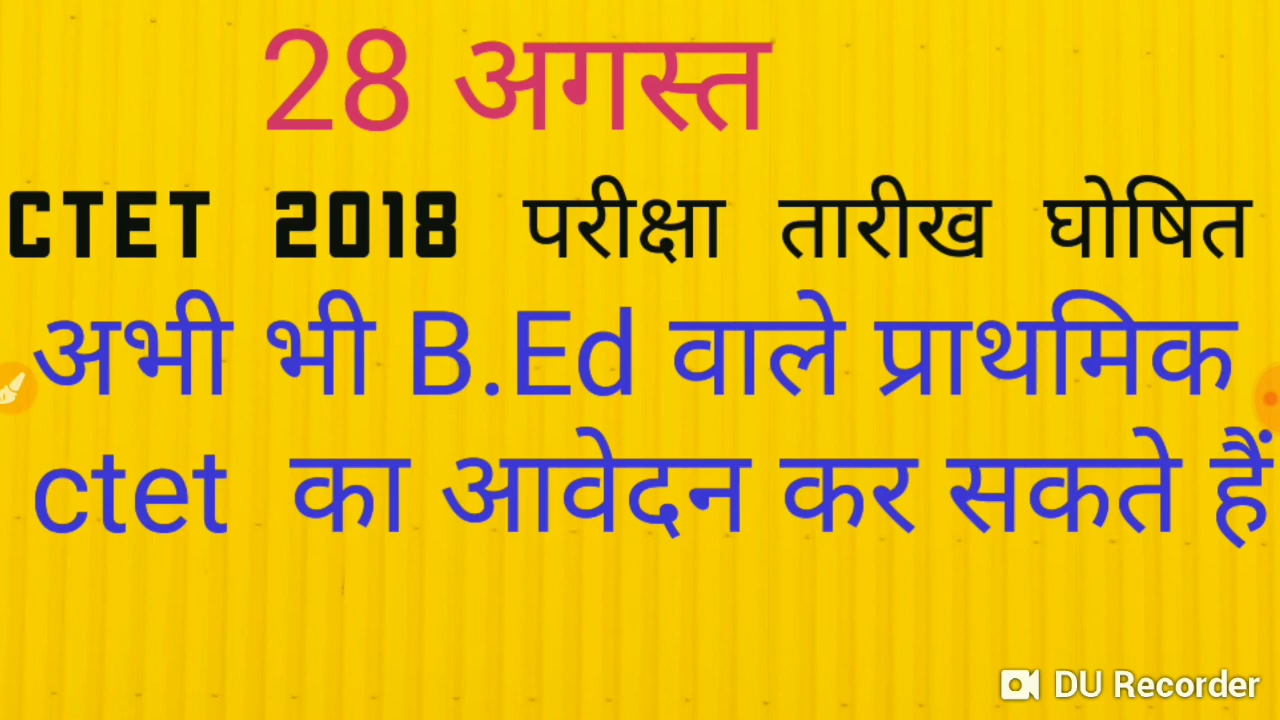 28 अगस्त
CTET 2018 परीक्षा तारीख घोषित
अभी भी B.Ed वाले प्राथमिक
ctet का आवेदन कर सकते हैं
DU Recorder